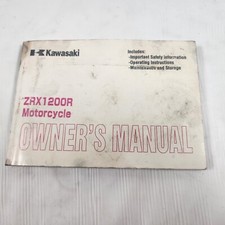 Kawasaki
Includes:
-Important Safety Information
-Operating Instructions
-Maintenance and Storage
ZRX1200R
Motorcycle
OWNER'S MANUAL